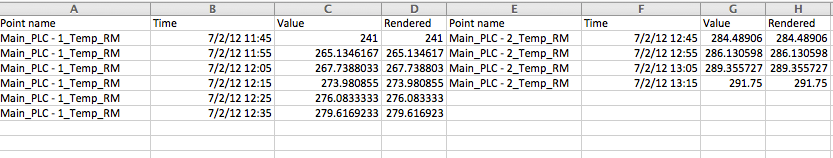 A B C D E F G H
Point name Time Value Rendered Point name Time Value Rendered
Main_PLC - 1_Temp_RM 7/2/12 11:45 241 241 Main_PLC - 2_Temp_RM 7/2/12 12:45 284.48906 284.48906
Main_PLC - 1_Temp_RM 7/2/12 11:55 265.1346167 265.134617 Main_PLC - 2_Temp_RM 7/2/12 12:55 286.130598 286.130598
Main_PLC - 1_Temp_RM 7/2/12 12:05 267.7388033 267.738803 Main_PLC - 2_Temp_RM 7/2/12 13:05 289.355727 289.355727
Main_PLC - 1_Temp_RM 7/2/12 12:15 273.980855 273.980855 Main_PLC - 2_Temp_RM 7/2/12 13:15 291.75 291.75
Main_PLC - 1_Temp_RM 7/2/12 12:25 276.0833333 276.083333
Main_PLC - 1_Temp_RM 7/2/12 12:35 279.6169233 279.616923